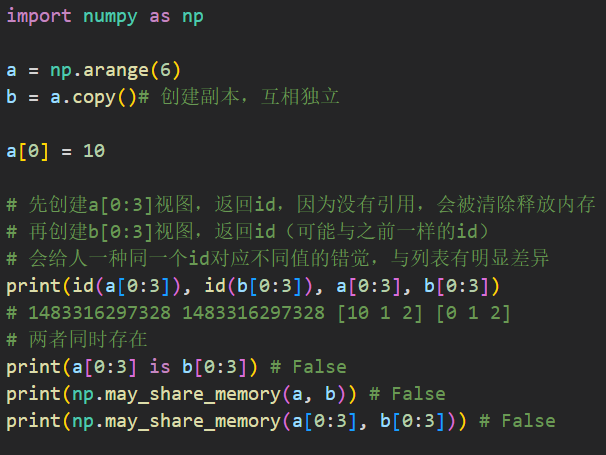 import numpy as np
a = np.arange(6)
b = a.copy()# 创建副本，互相独立
a[0] = 10
# 先创建a[0:3]视图，返回id，因为没有引用，会被清除释放内存
# 再创建b[0:3]视图，返回id（可能与之前一样的id）
# 会给人一种同一个id对应不同值的错觉，与列表有明显差异
print(id(a[0:3]), id(b[0:3]), a[0:3], b[0:3])
# 1483316297328 1483316297328 [10 1 2] [0 1 2]
# 两者同时存在
print(a[0:3] is b[0:3]) # False
print(np.may_share_memory(a, b)) # False
print(np.may_share_memory(a[0:3], b[0:3])) # False